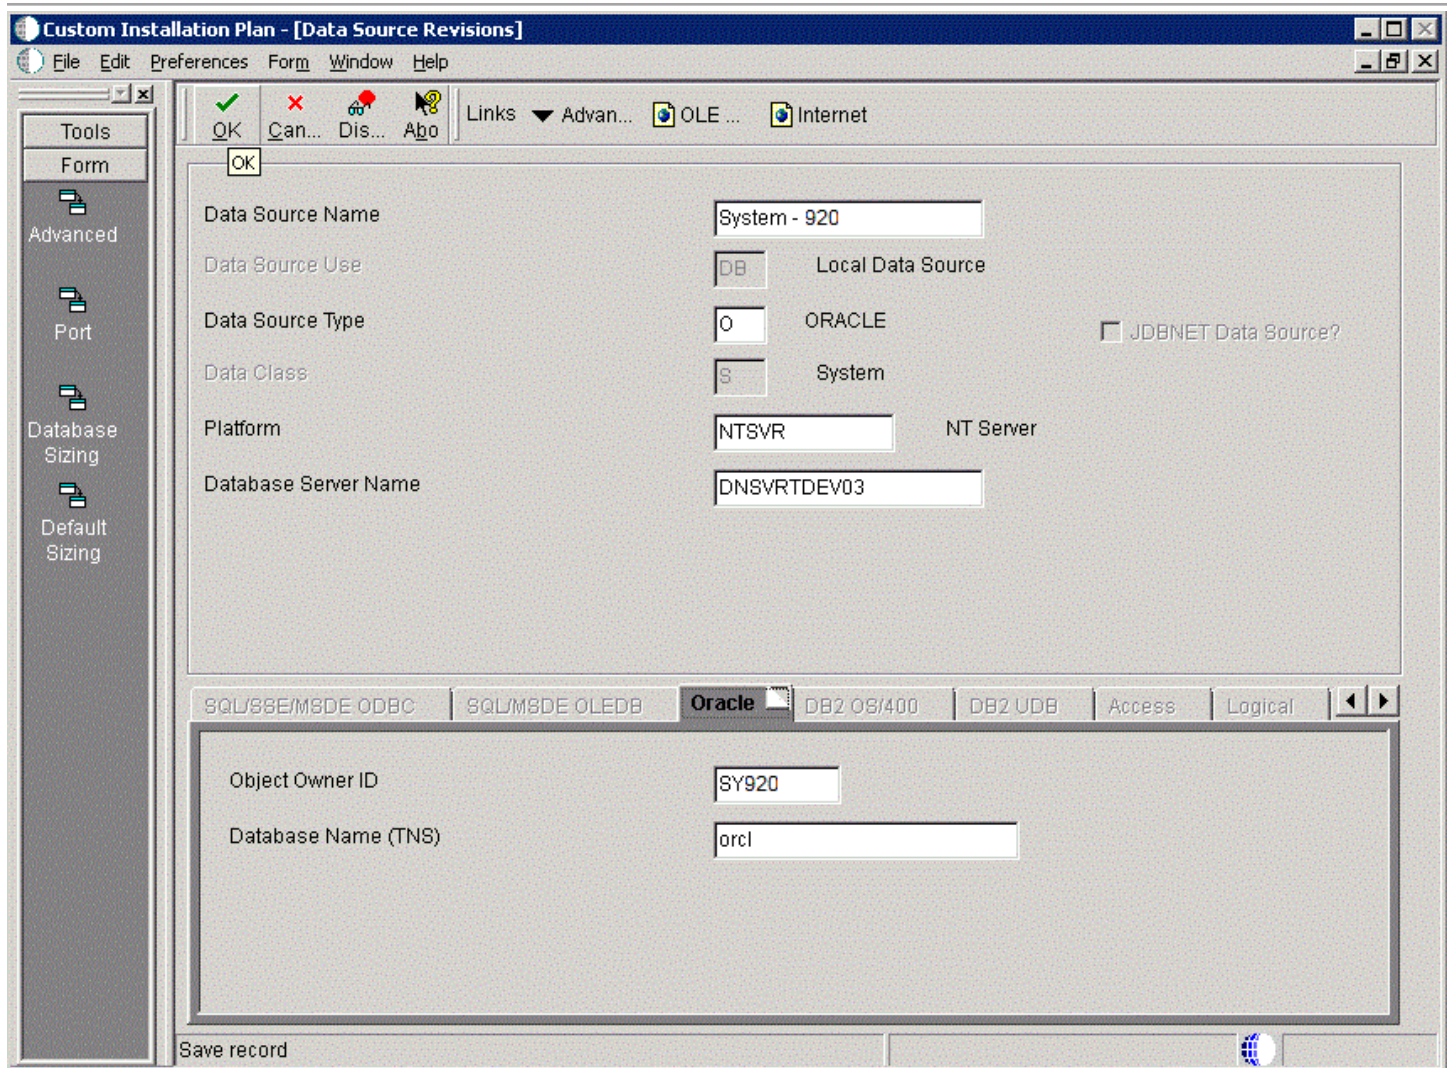 Custom Installation Plan - [Data Source Revisions]
File Edit Preferences Form Window Help
Tools
Form
Advanced
Port
Database
Sizing
Default
Sizing
OK Can... Dis... Abo Links Advan... OLE ... Internet
OK
Data Source Name System - 920
Data Source Use DB Local Data Source
Data Source Type O ORACLE JDBNET Data Source?
Data Class S System
Platform NTSVR NT Server
Database Server Name DNSVRTDEV03
SQL/SSE/MSDE ODBC SQL/MSDE OLEDB Oracle DB2 OS/400 DB2 UDB Access Logical
Object Owner ID SY920
Database Name (TNS) orcl
Save record